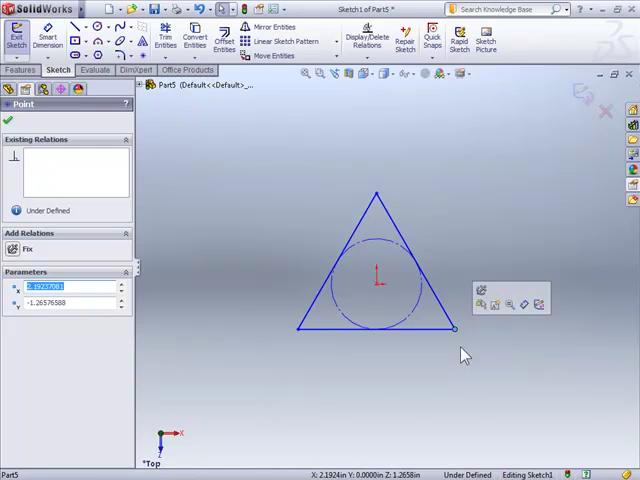 SolidWorks
Sketch1 of Part5 *
Search Knowledge Base
Exit Sketch
Smart Dimension
Trim Entities
Convert Entities
Offset Entities
Mirror Entities
Linear Sketch Pattern
Move Entities
Display/Delete Relations
Repair Sketch
Quick Snaps
Rapid Sketch
Sketch Picture
Features
Sketch
Evaluate
DimXpert
Office Products
Part5 (Default<<Default>_...
Point
?
Existing Relations
Under Defined
Add Relations
Fix
Parameters
X
2.19237081
Y
-1.26576588
X
Z
*Top
Part5
X: 2.1924in Y: 0.0000in Z: 1.2658in
Under Defined
Editing Sketch1